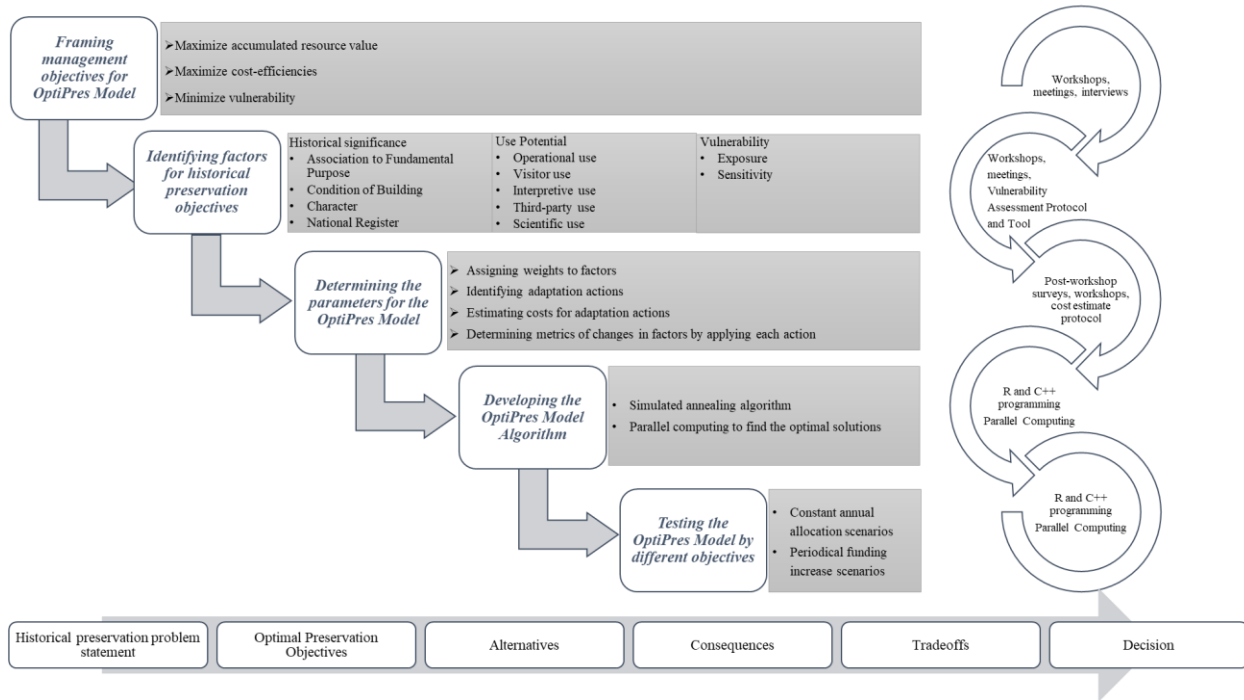 Framing
management
objectives for
OptiPres Model
➢Maximize accumulated resource value
➢Maximize cost-efficiencies
➢Minimize vulnerability
Workshops,
meetings, interviews
Identifying factors
for historical
preservation
objectives
Historical significance
• Association to Fundamental
Purpose
• Condition of Building
• Character
• National Register
Use Potential
• Operational use
• Visitor use
• Interpretive use
• Third-party use
• Scientific use
Vulnerability
• Exposure
• Sensitivity
Workshops,
meetings,
Vulnerability
Assessment Protocol
and Tool
Determining the
parameters for the
OptiPres Model
➢ Assigning weights to factors
➢ Identifying adaptation actions
➢ Estimating costs for adaptation actions
➢ Determining metrics of changes in factors by applying each action
Post-workshop
surveys, workshops,
cost estimate
protocol
Developing the
OptiPres Model
Algorithm
• Simulated annealing algorithm
• Parallel computing to find the optimal solutions
R and C++
programming
Parallel Computing
Testing the
OptiPres Model by
different objectives
• Constant annual
allocation scenarios
• Periodical funding
increase scenarios
R and C++
programming
Parallel Computing
Historical preservation problem
statement
Optimal Preservation
Objectives
Alternatives
Consequences
Tradeoffs
Decision